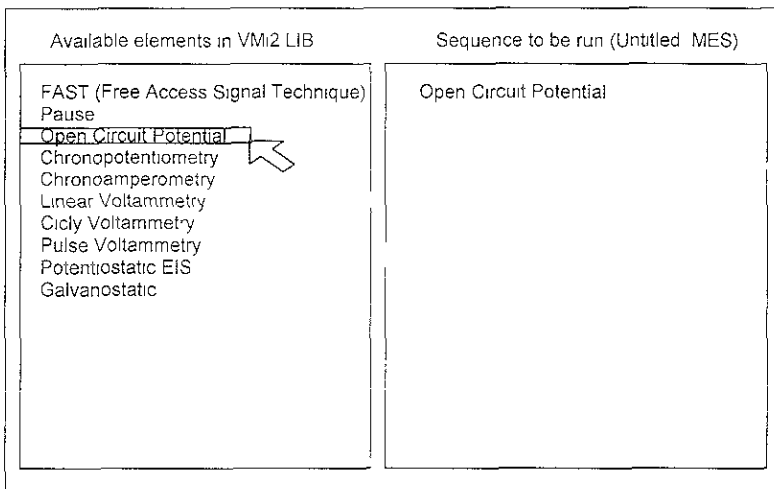 Available elements in VMi2 LIB
Sequence to be run (Untitled MES)
FAST (Free Access Signal Technique)
Pause
Open Circuit Potential
Chronopotentiometry
Chronoamperometry
Linear Voltammetry
Cicly Voltammetry
Pulse Voltammetry
Potentiostatic EIS
Galvanostatic
Open Circuit Potential